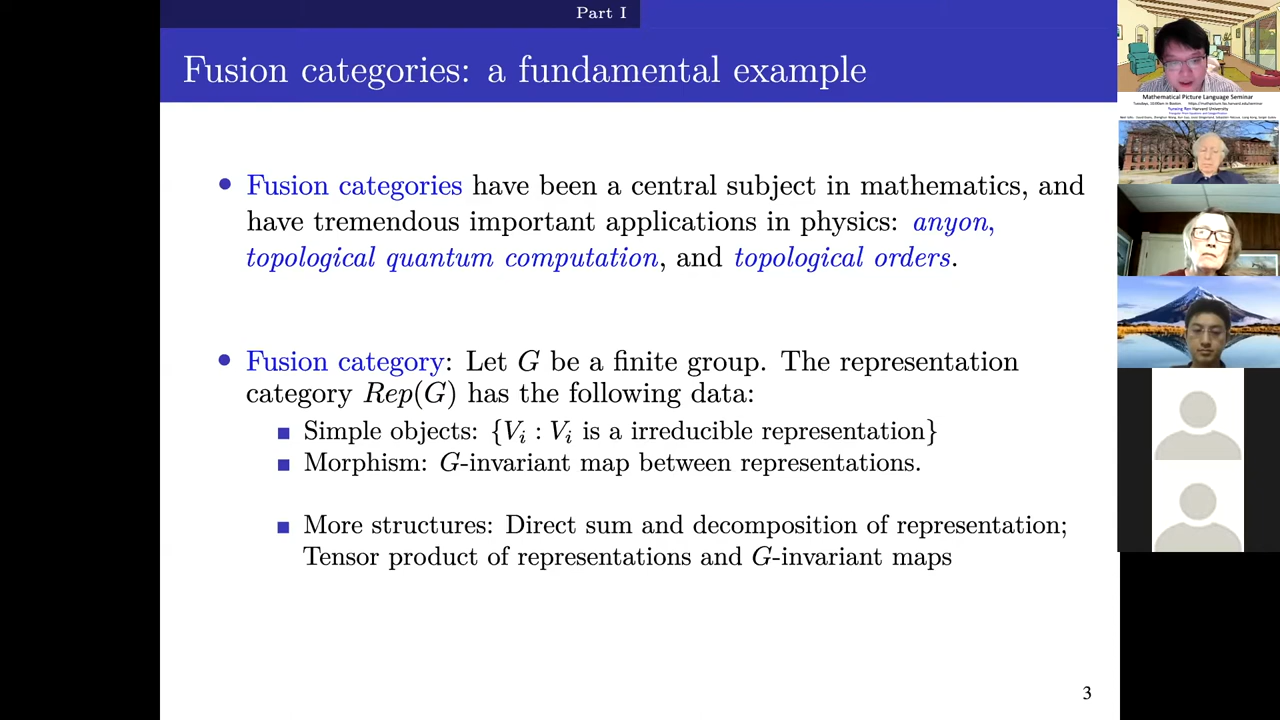 Part I
Fusion categories: a fundamental example
• Fusion categories have been a central subject in mathematics, and
have tremendous important applications in physics: anyon,
topological quantum computation, and topological orders.
• Fusion category: Let G be a finite group. The representation
category Rep(G) has the following data:
■ Simple objects: {Vᵢ : Vᵢ is a irreducible representation}
■ Morphism: G-invariant map between representations.
■ More structures: Direct sum and decomposition of representation;
Tensor product of representations and G-invariant maps
3
Mathematical Picture Language Seminar
Harvard University